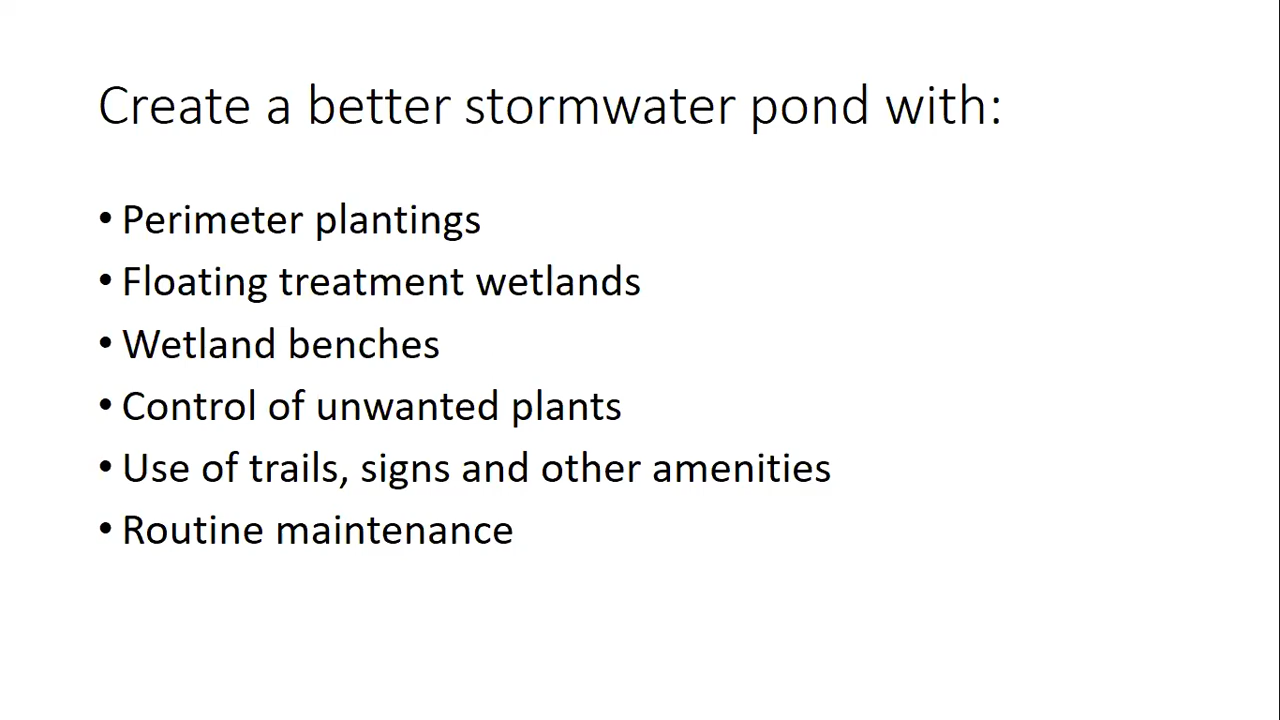 Create a better stormwater pond with:
• Perimeter plantings
• Floating treatment wetlands
• Wetland benches
• Control of unwanted plants
• Use of trails, signs and other amenities
• Routine maintenance